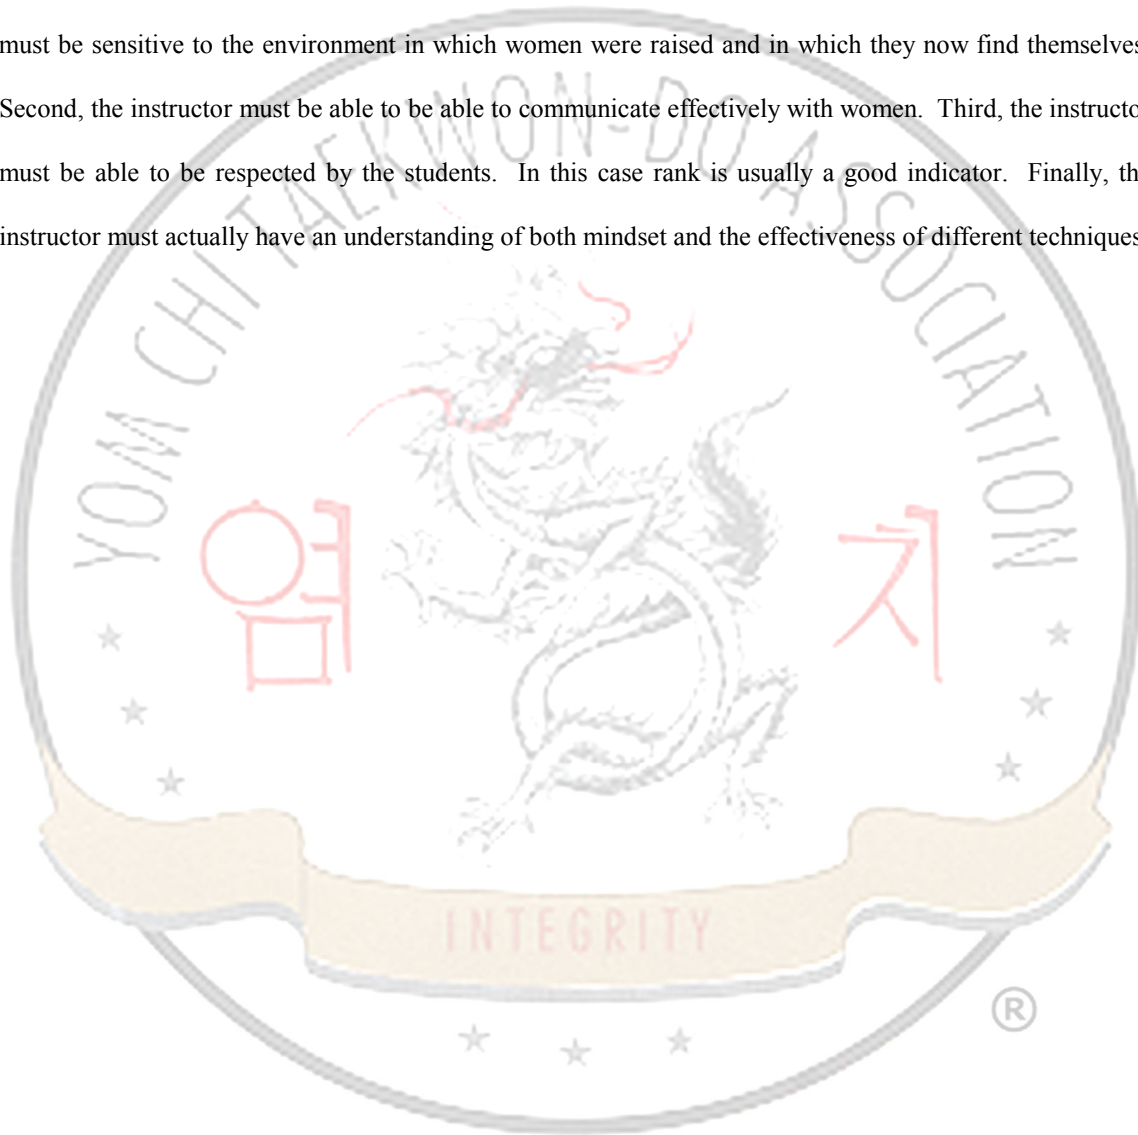 must be sensitive to the environment in which women were raised and in which they now find themselves
Second, the instructor must be able to be able to communicate effectively with women. Third, the instructo
must be able to be respected by the students. In this case rank is usually a good indicator. Finally, th
instructor must actually have an understanding of both mindset and the effectiveness of different techniques
YOM CHI TAEKWON-DO ASSOCIATION
염 치
INTEGRITY
®